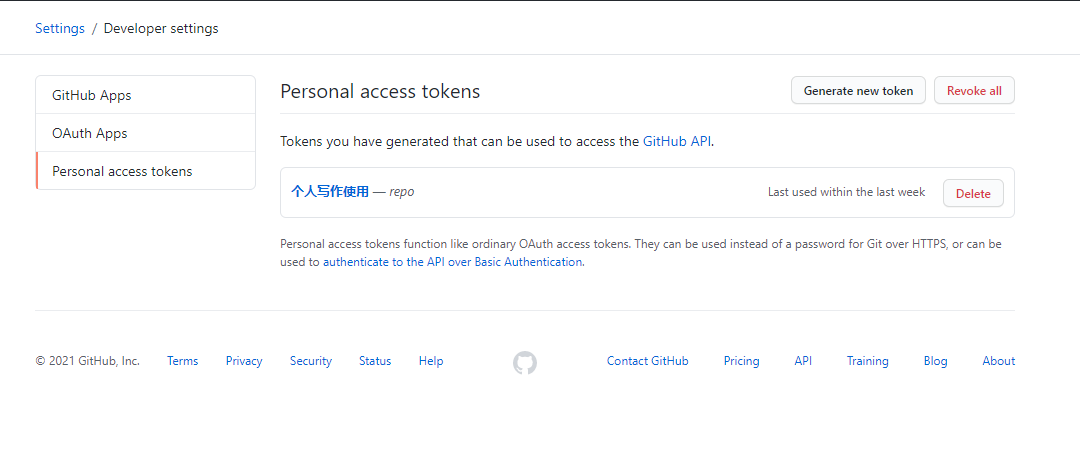 Settings / Developer settings
GitHub Apps
OAuth Apps
Personal access tokens
Personal access tokens
Generate new token
Revoke all
Tokens you have generated that can be used to access the GitHub API.
个人写作使用 — repo
Last used within the last week
Delete
Personal access tokens function like ordinary OAuth access tokens. They can be used instead of a password for Git over HTTPS, or can be
used to authenticate to the API over Basic Authentication.
© 2021 GitHub, Inc. Terms Privacy Security Status Help Contact GitHub Pricing API Training Blog About